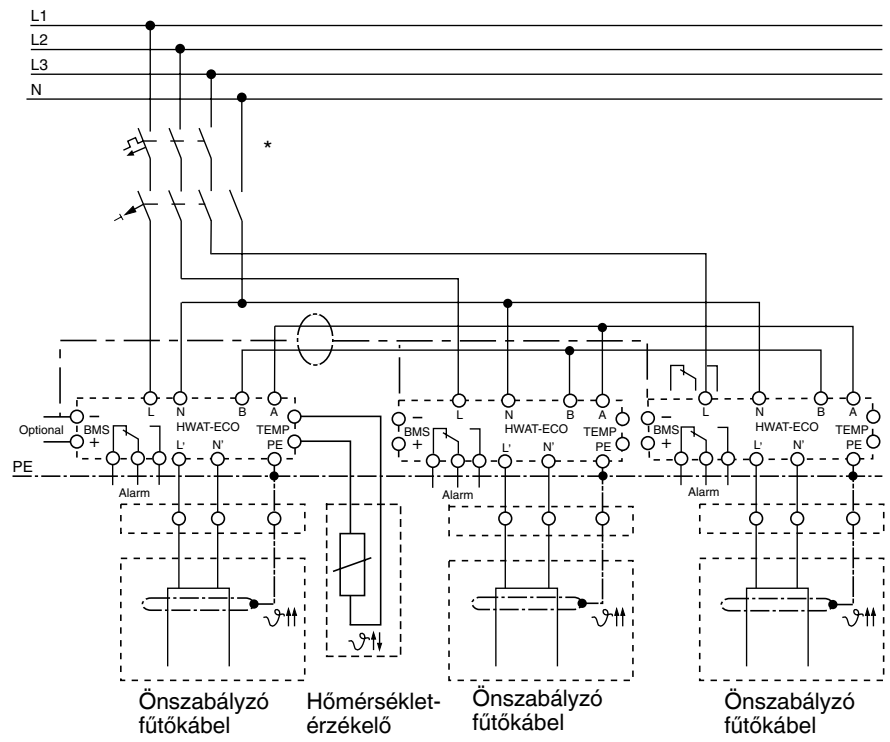 L1
L2
L3
N
*
L N B A
Optional
−
BMS
+
HWAT-ECO
TEMP
L' N' PE
L N B A
−
BMS
+
HWAT-ECO
TEMP
L' N' PE
L N B A
−
BMS
+
HWAT-ECO
TEMP
L' N' PE
PE
Alarm
Alarm
Alarm
Önszabályzó
fűtőkábel
Hőmérséklet-
érzékelő
Önszabályzó
fűtőkábel
Önszabályzó
fűtőkábel